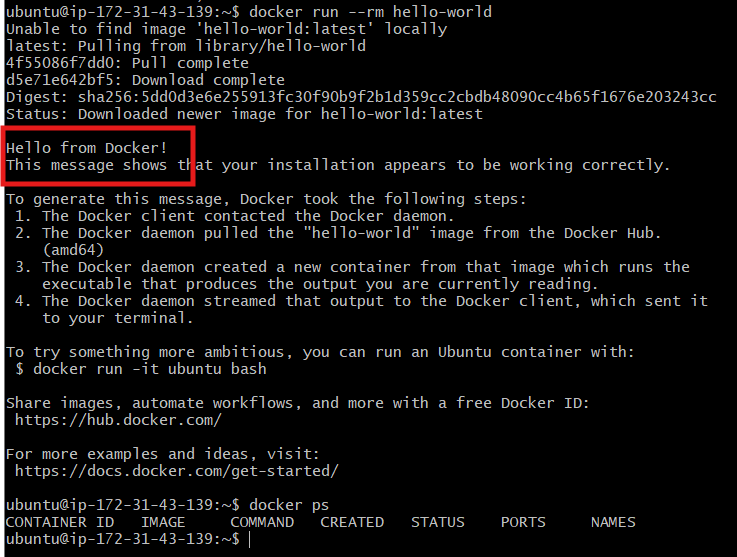 ubuntu@ip-172-31-43-139:~$ docker run --rm hello-world
Unable to find image 'hello-world:latest' locally
latest: Pulling from library/hello-world
4f55086f7dd0: Pull complete
d5e71e642bf5: Download complete
Digest: sha256:5dd0d3e6e255913fc30f90b9f2b1d359cc2cbdb48090cc4b65f1676e203243cc
Status: Downloaded newer image for hello-world:latest
Hello from Docker!
This message shows that your installation appears to be working correctly.
To generate this message, Docker took the following steps:
1. The Docker client contacted the Docker daemon.
2. The Docker daemon pulled the "hello-world" image from the Docker Hub.
(amd64)
3. The Docker daemon created a new container from that image which runs the
executable that produces the output you are currently reading.
4. The Docker daemon streamed that output to the Docker client, which sent it
to your terminal.
To try something more ambitious, you can run an Ubuntu container with:
$ docker run -it ubuntu bash
Share images, automate workflows, and more with a free Docker ID:
https://hub.docker.com/
For more examples and ideas, visit:
https://docs.docker.com/get-started/
ubuntu@ip-172-31-43-139:~$ docker ps
CONTAINER ID   IMAGE     COMMAND   CREATED   STATUS    PORTS     NAMES
ubuntu@ip-172-31-43-139:~$